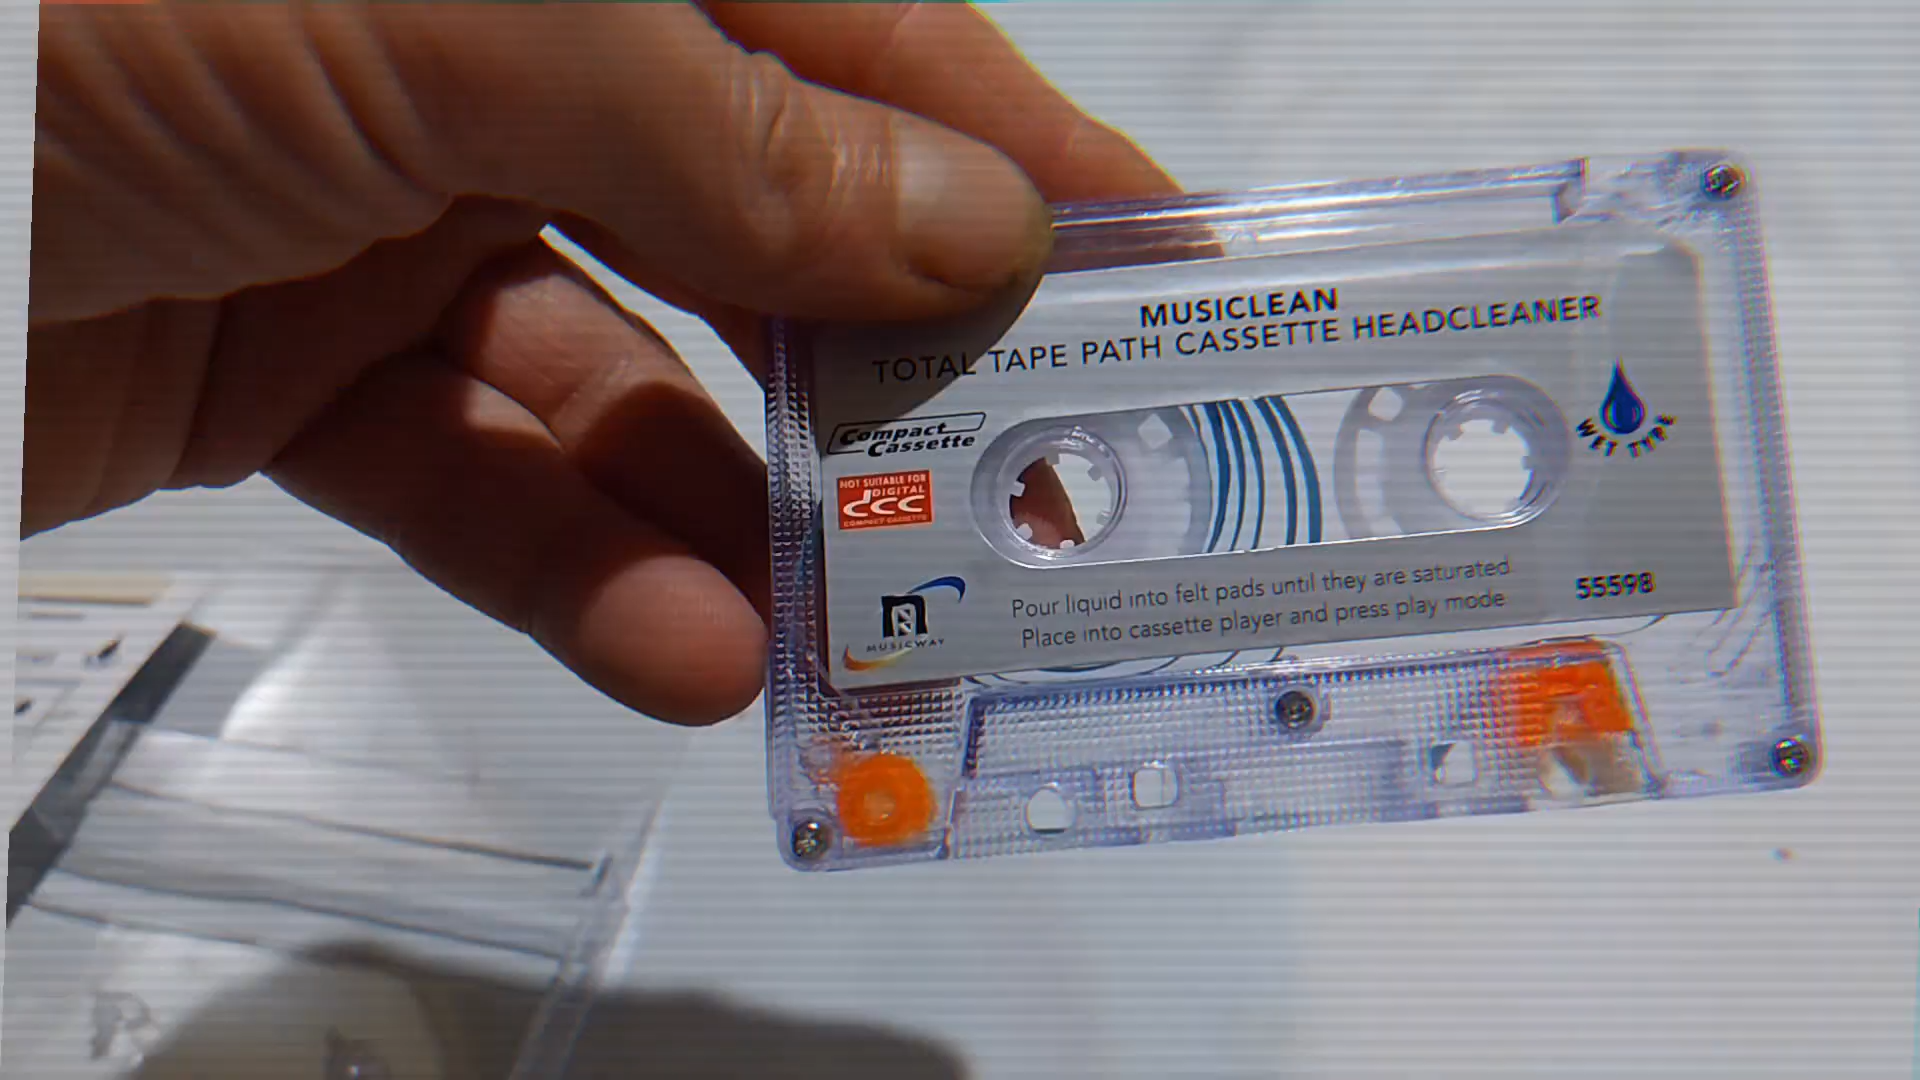 MUSICLEAN
TOTAL TAPE PATH CASSETTE HEADCLEANER
Compact
Cassette
WET TYPE
NOT SUITABLE FOR
DIGITAL
dcc
COMPACT CASSETTE
MUSICWAY
Pour liquid into felt pads until they are saturated.
Place into cassette player and press play mode
55598